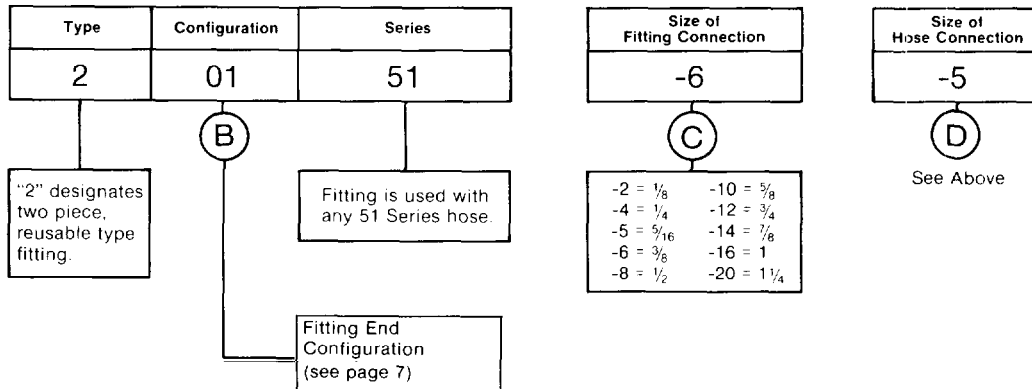 Type Configuration Series
2 01 51
B
"2" designates
two piece,
reusable type
fitting.
Fitting is used with
any 51 Series hose.
Fitting End
Configuration
(see page 7)
Size of
Fitting Connection
-6
C
-2 = 1/8 -10 = 5/8
-4 = 1/4 -12 = 3/4
-5 = 5/16 -14 = 7/8
-6 = 3/8 -16 = 1
-8 = 1/2 -20 = 1 1/4
Size of
Hose Connection
-5
D
See Above